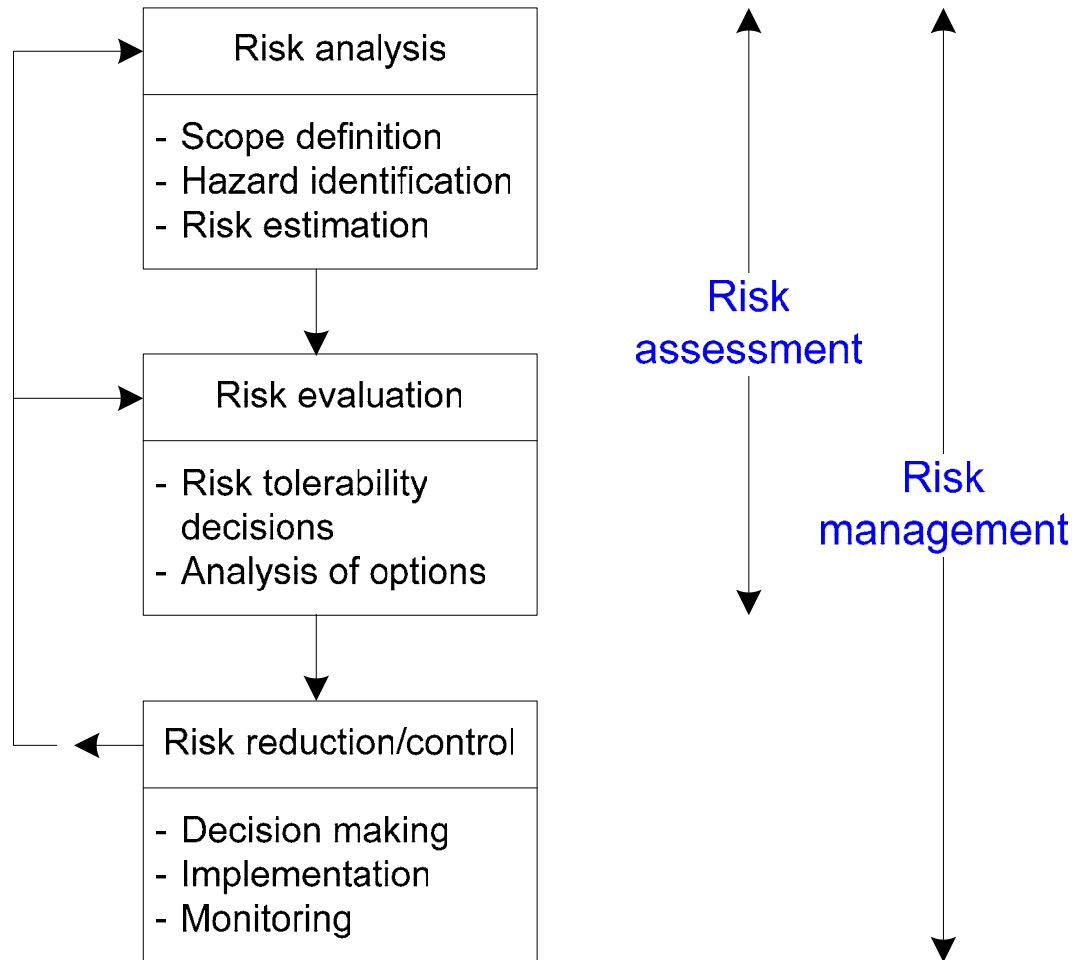 Risk analysis
- Scope definition
- Hazard identification
- Risk estimation
Risk evaluation
- Risk tolerability
decisions
- Analysis of options
Risk reduction/control
- Decision making
- Implementation
- Monitoring
Risk
assessment
Risk
management